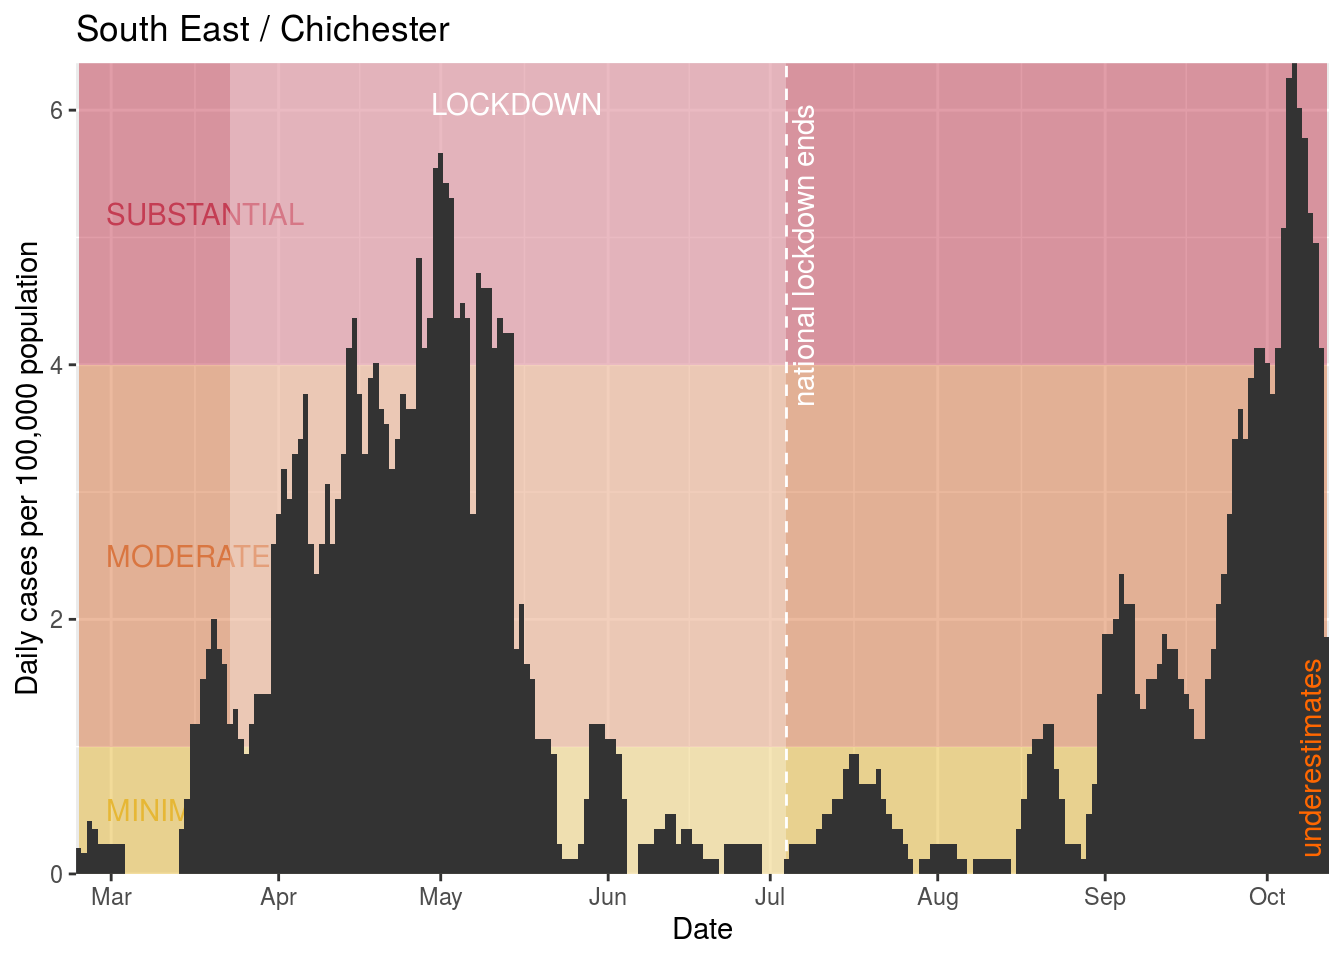 South East / Chichester
Daily cases per 100,000 population
6
4
2
0
LOCKDOWN
SUBSTANTIAL
MODERATE
MINIM
national lockdown ends
underestimates
Mar Apr May Jun Jul Aug Sep Oct
Date